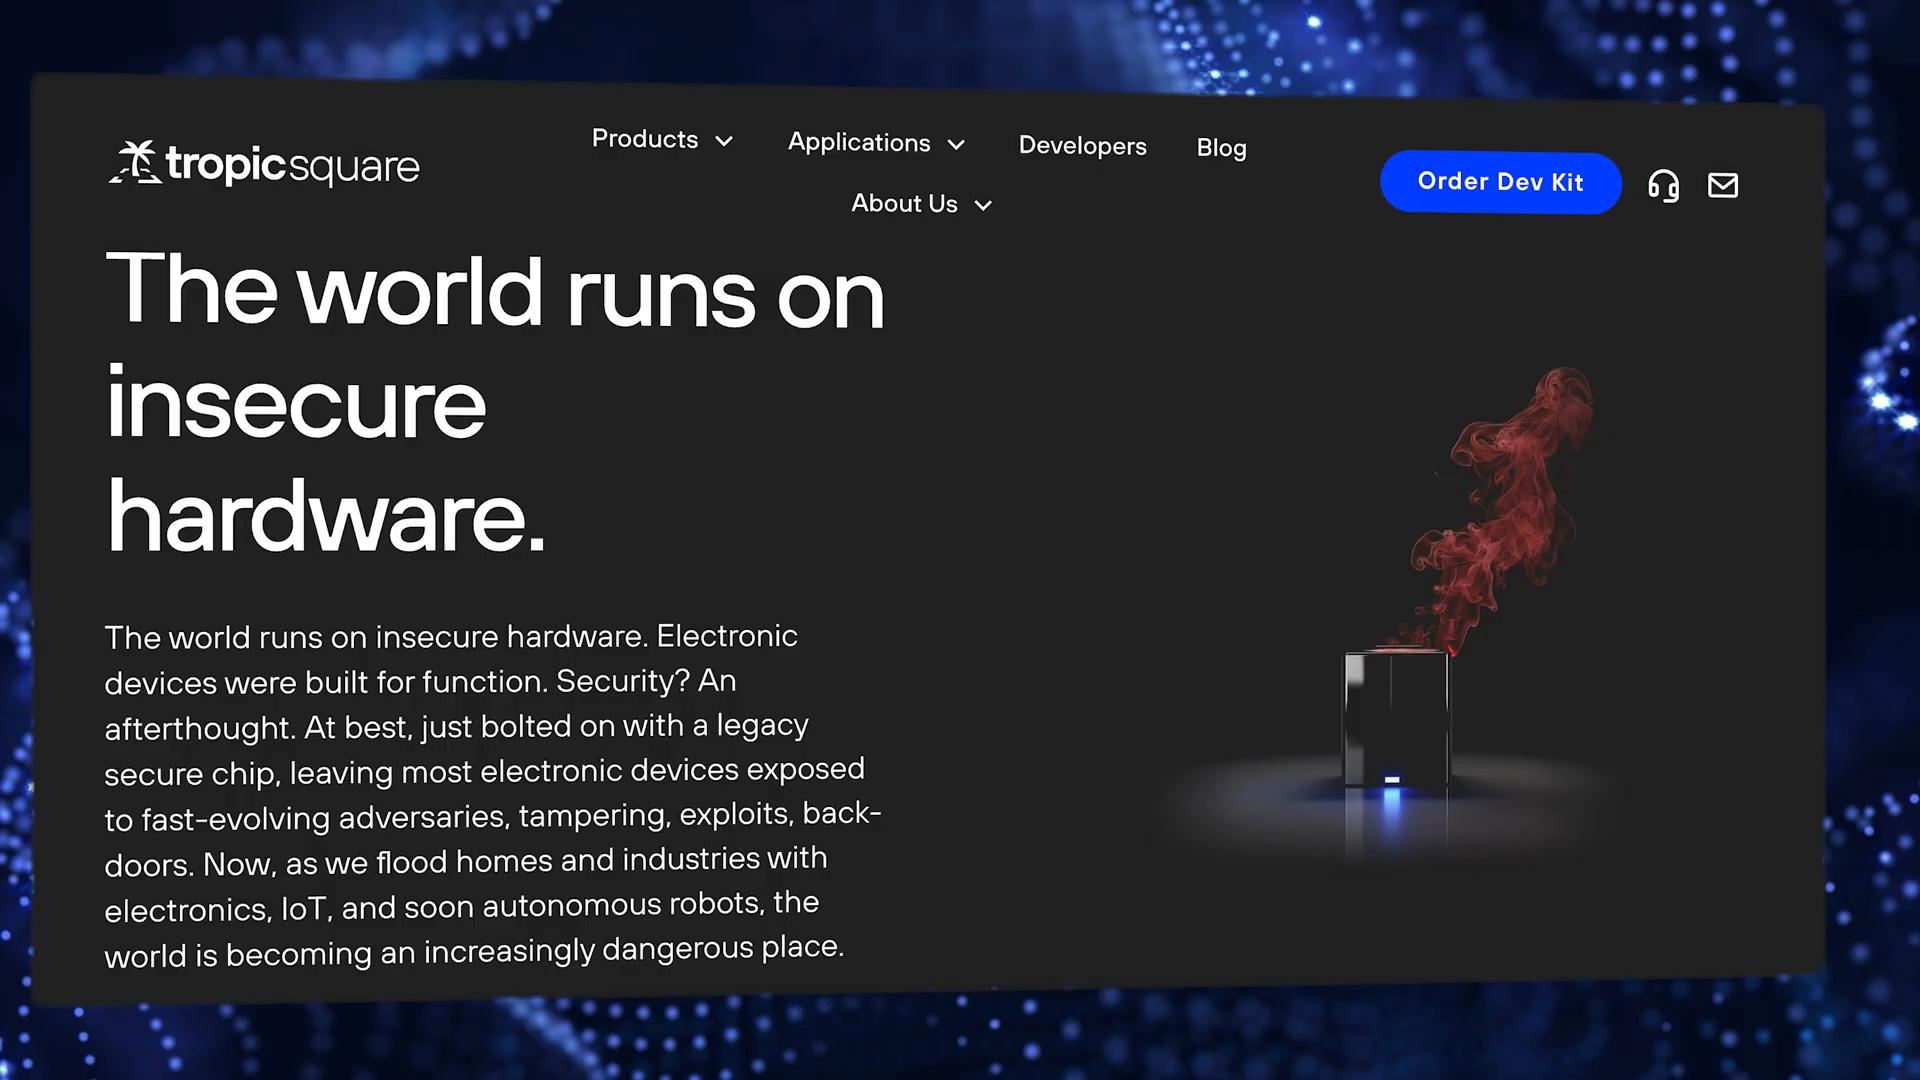 tropicsquare
Products
Applications
Developers
Blog
About Us
Order Dev Kit
The world runs on
insecure
hardware.
The world runs on insecure hardware. Electronic
devices were built for function. Security? An
afterthought. At best, just bolted on with a legacy
secure chip, leaving most electronic devices exposed
to fast-evolving adversaries, tampering, exploits, back-
doors. Now, as we flood homes and industries with
electronics, IoT, and soon autonomous robots, the
world is becoming an increasingly dangerous place.